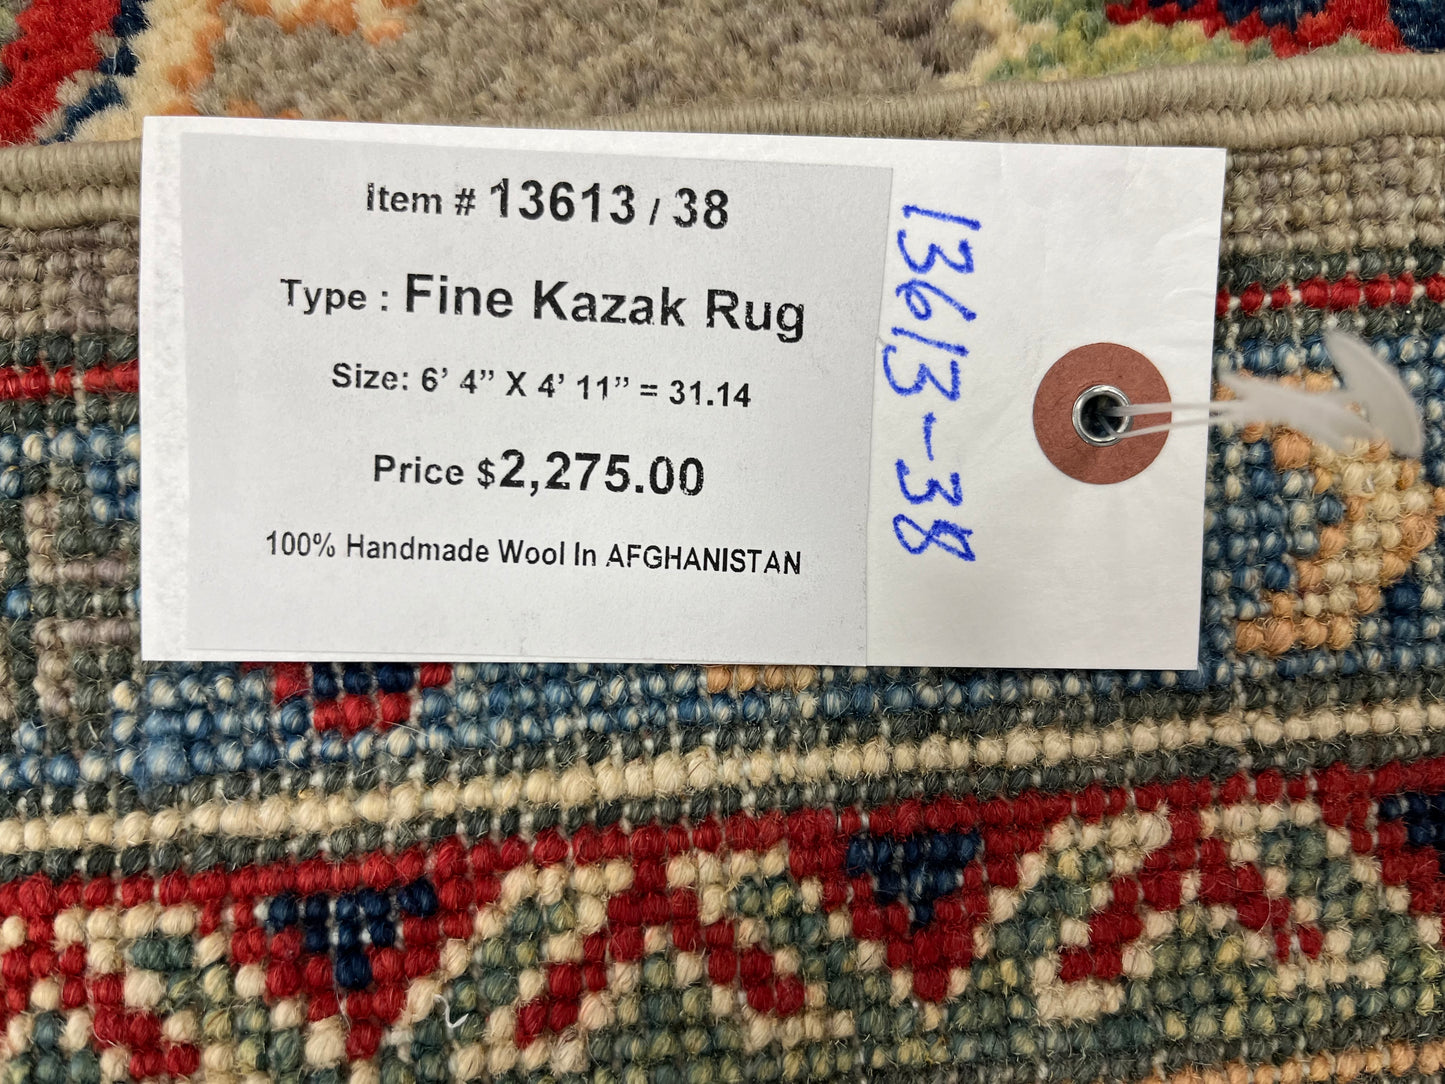 Item # 13613 / 38
Type : Fine Kazak Rug
Size: 6’ 4” X 4’ 11” = 31.14
Price $2,275.00
100% Handmade Wool In AFGHANISTAN
13613-38